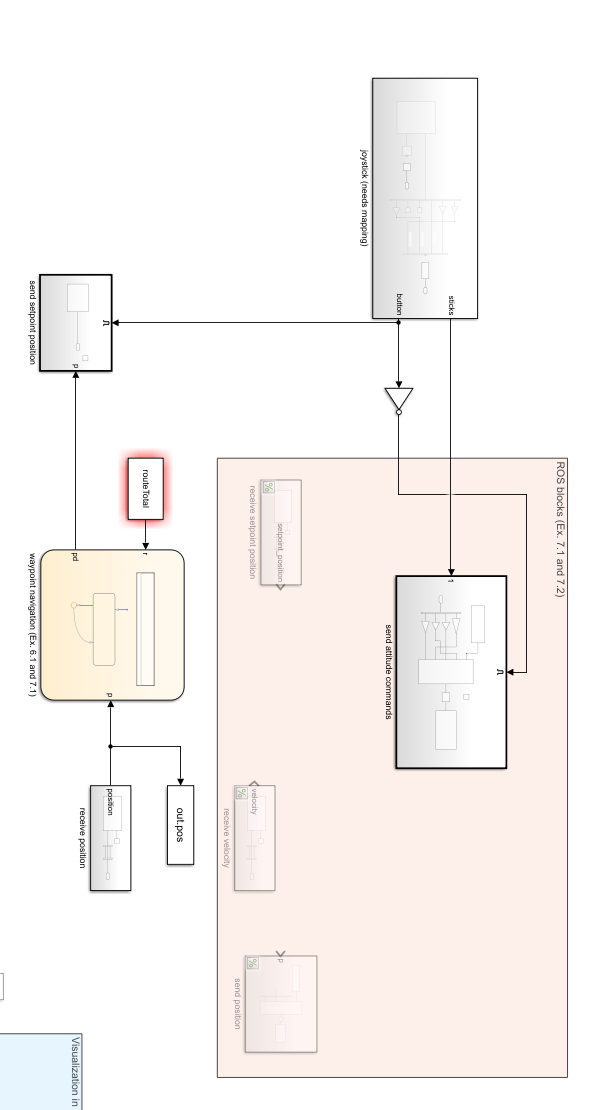 ROS blocks (Ex. 7.1 and 7.2)
sticks
1
button
send attitude commands
joystick (needs mapping)
setpoint_position
receive setpoint position
p
send position
velocity
receive velocity
out.pos
routeTotal
r
p
position
pd
p
receive position
waypoint navigation (Ex. 6.1 and 7.1)
send setpoint position
Visualization in